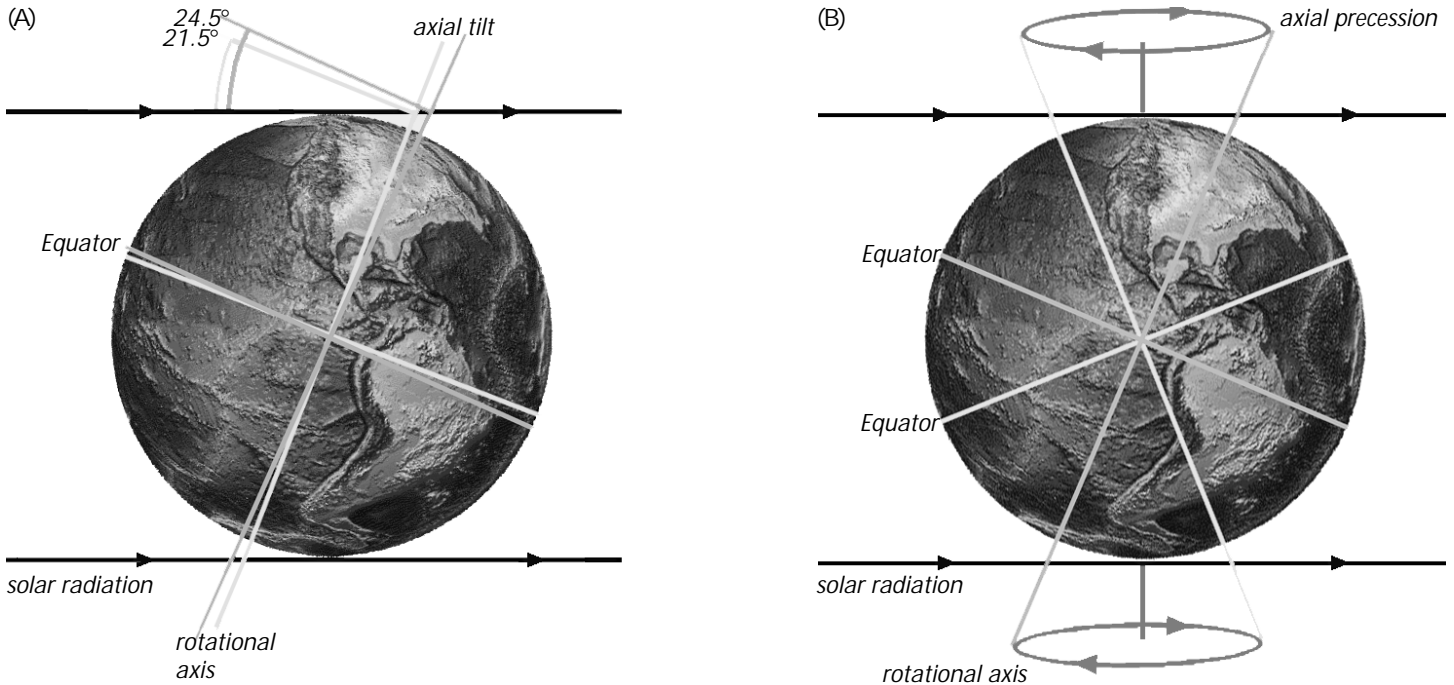 (A)
24.5°
21.5°
axial tilt
Equator
solar radiation
rotational
axis
(B)
axial precession
Equator
Equator
solar radiation
rotational axis